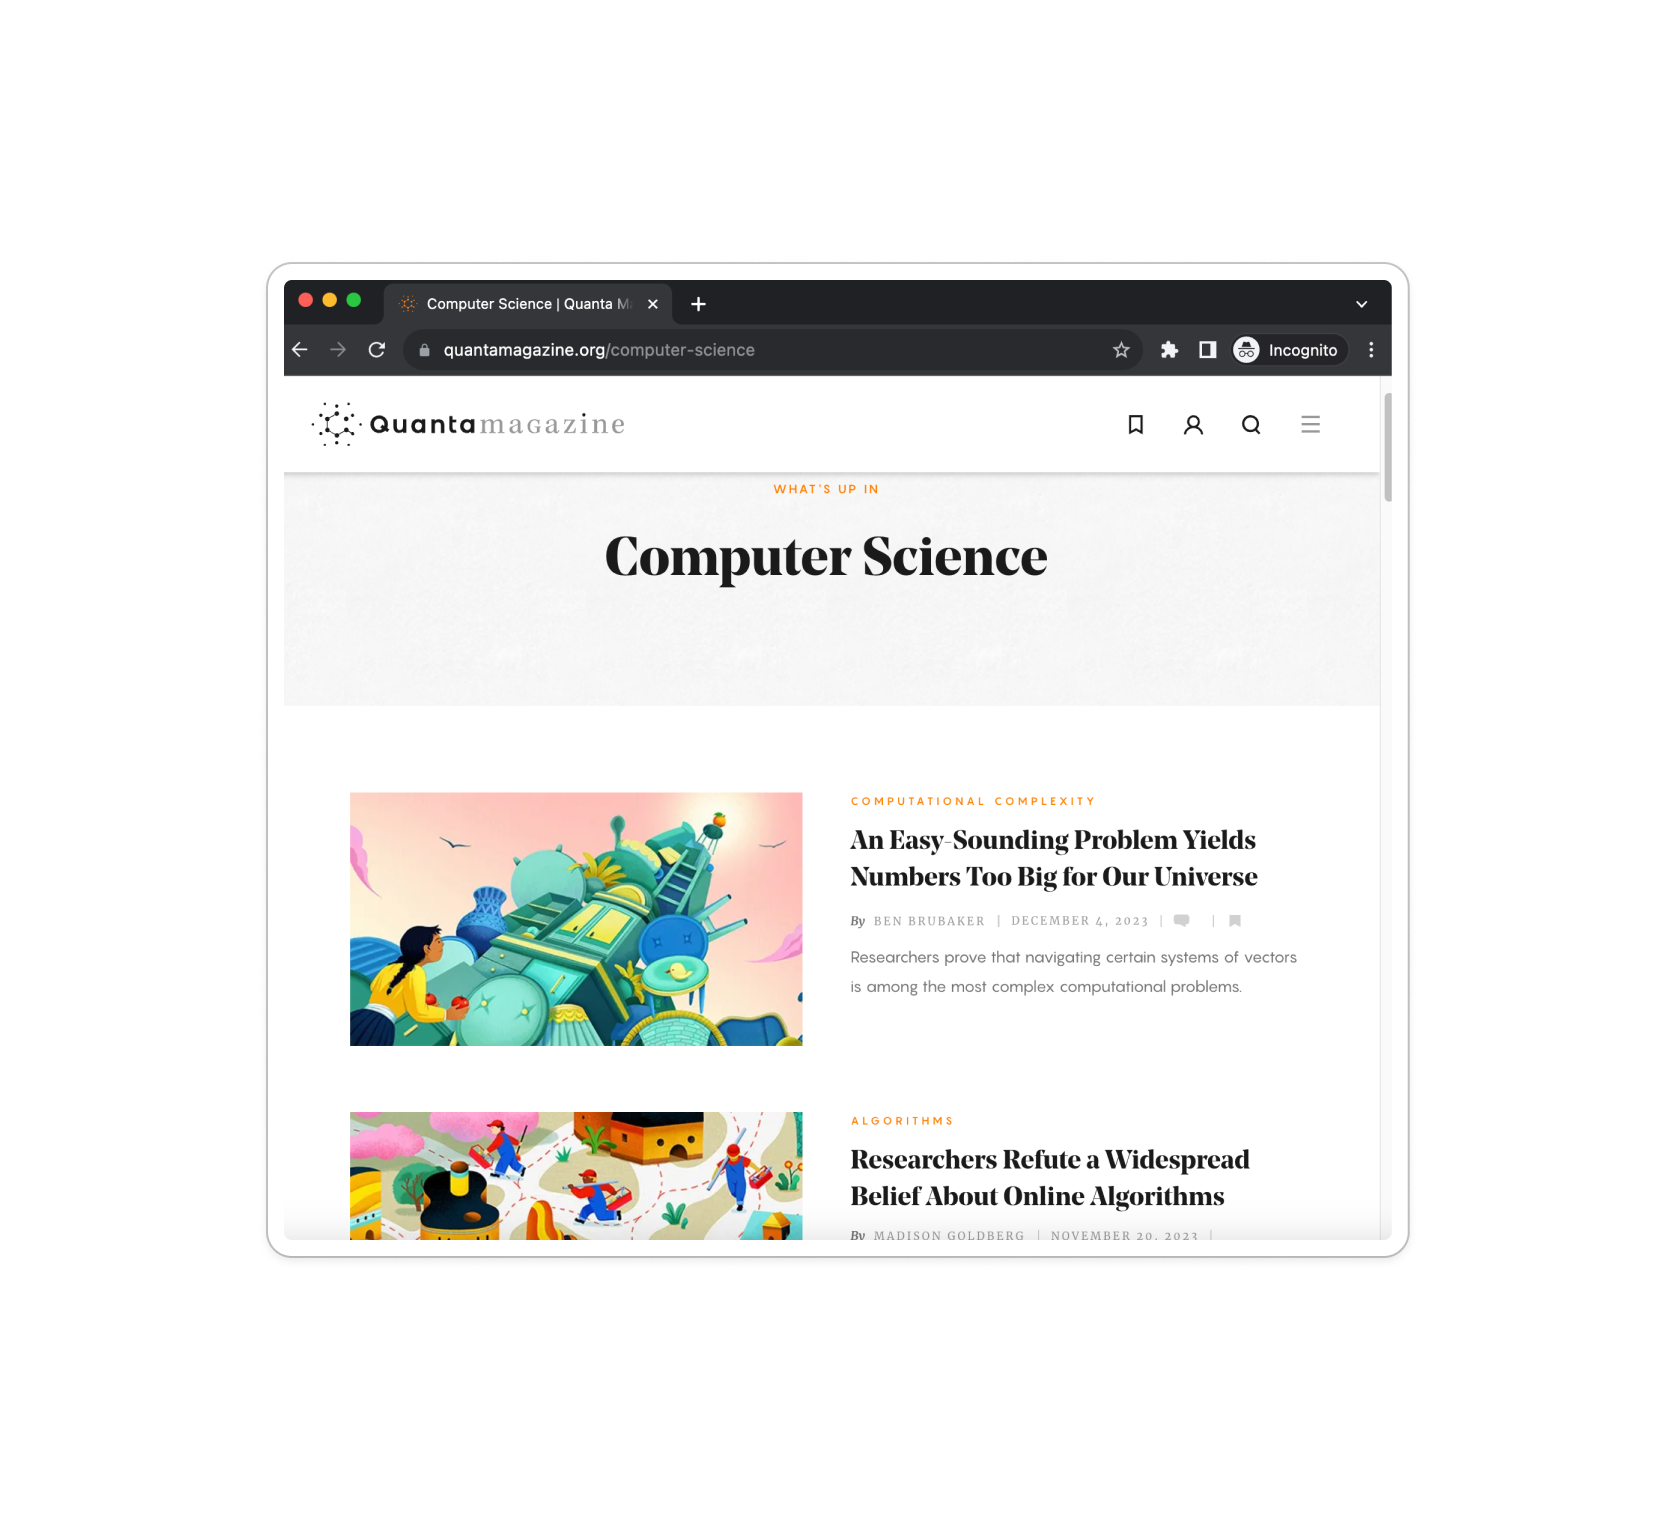 Computer Science | Quanta M
quantamagazine.org/computer-science
Incognito
Quantamagazine
WHAT'S UP IN
Computer Science
COMPUTATIONAL COMPLEXITY
An Easy-Sounding Problem Yields
Numbers Too Big for Our Universe
By BEN BRUBAKER | DECEMBER 4, 2023 | |
Researchers prove that navigating certain systems of vectors
is among the most complex computational problems.
ALGORITHMS
Researchers Refute a Widespread
Belief About Online Algorithms
By MADISON GOLDBERG | NOVEMBER 20, 2023 |